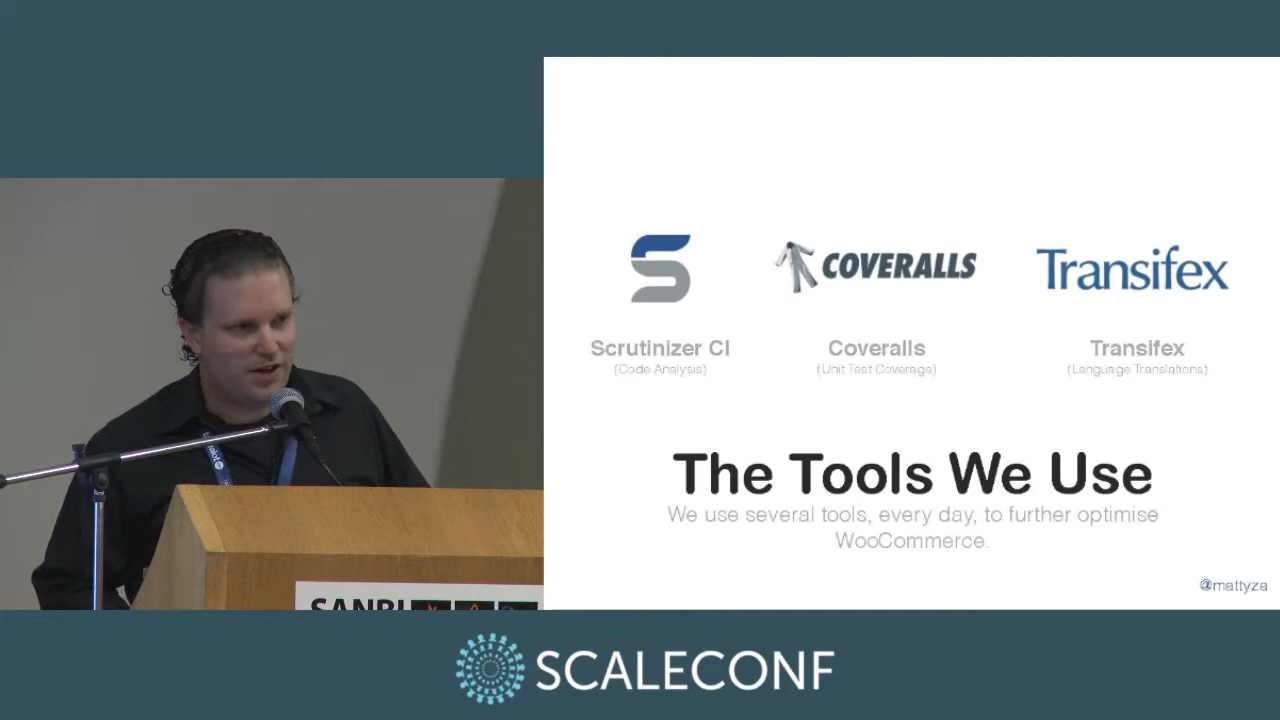 COVERALLS
Transifex
Scrutinizer CI
(Code Analysis)
Coveralls
(Unit Test Coverage)
Transifex
(Language Translations)
The Tools We Use
We use several tools, every day, to further optimise
WooCommerce.
@mattyza
SANBI
SCALECONF